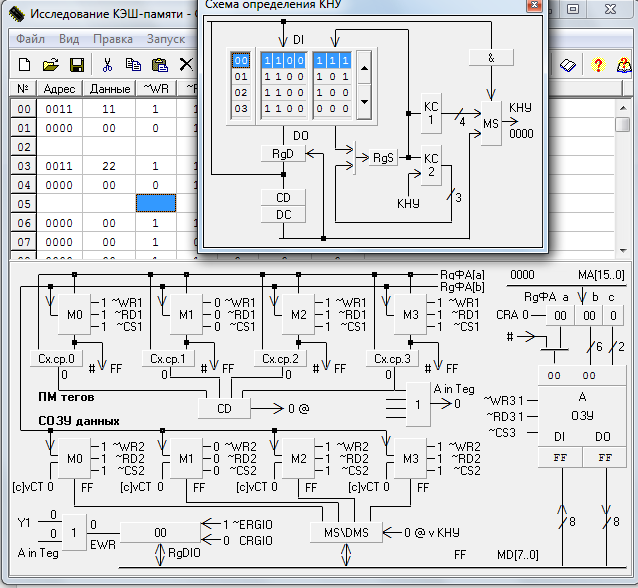 Исследование КЭШ-памяти - С
Схема определения КНУ
Файл Вид Правка Запуск
№ Адрес Данные ~WR ~
00 0011 11 1 1
01 0000 00 0 1
02
03 0011 22 1 1
04 0000 00 0 1
05
06 0000 00 1 1
07 0000 00 1 0
DI
00 1 1 0 0 1 1 1
01 1 1 0 0 1 0 1
02 1 1 0 0 0 0 1
03 1 1 0 0 0 0 0
DO
RgD
RgS
CD
DC
КС 1
КС 2
4
3
КНУ
&
MS
КНУ
0000
RgФА[a]
RgФА[b]
M0 1 ~WR1
1 ~RD1
1 ~CS1
M1 0 ~WR1
0 ~RD1
1 ~CS1
M2 1 ~WR1
1 ~RD1
1 ~CS1
M3 1 ~WR1
1 ~RD1
1 ~CS1
Сх.ср.0 # FF
Сх.ср.1 # FF
Сх.ср.2 # FF
Сх.ср.3 # FF
0 0 0 0
ПМ тегов
CD 0 @
1 A in Teg
0
СОЗУ данных
M0 1 ~WR2
1 ~RD2
1 ~CS2
M1 0 ~WR2
0 ~RD2
1 ~CS2
M2 1 ~WR2
1 ~RD2
1 ~CS2
M3 1 ~WR2
1 ~RD2
1 ~CS2
[c]vCT 0 FF
[c]vCT 0 FF
[c]vCT 0 FF
[c]vCT 0 FF
Y1 0
A in Teg 0
1 0
EWR
00
1 ~ERGIO
0 CRGIO
RgDIO
MS\DMS
0 @ v КНУ
FF MD[7..0]
0000 MA[15..0]
RgФА a b c
CRA 0 00 00 0
# 6 2
00 00
A
ОЗУ
~WR3 1
~RD3 1
~CS3 1
DI DO
FF FF
8 8